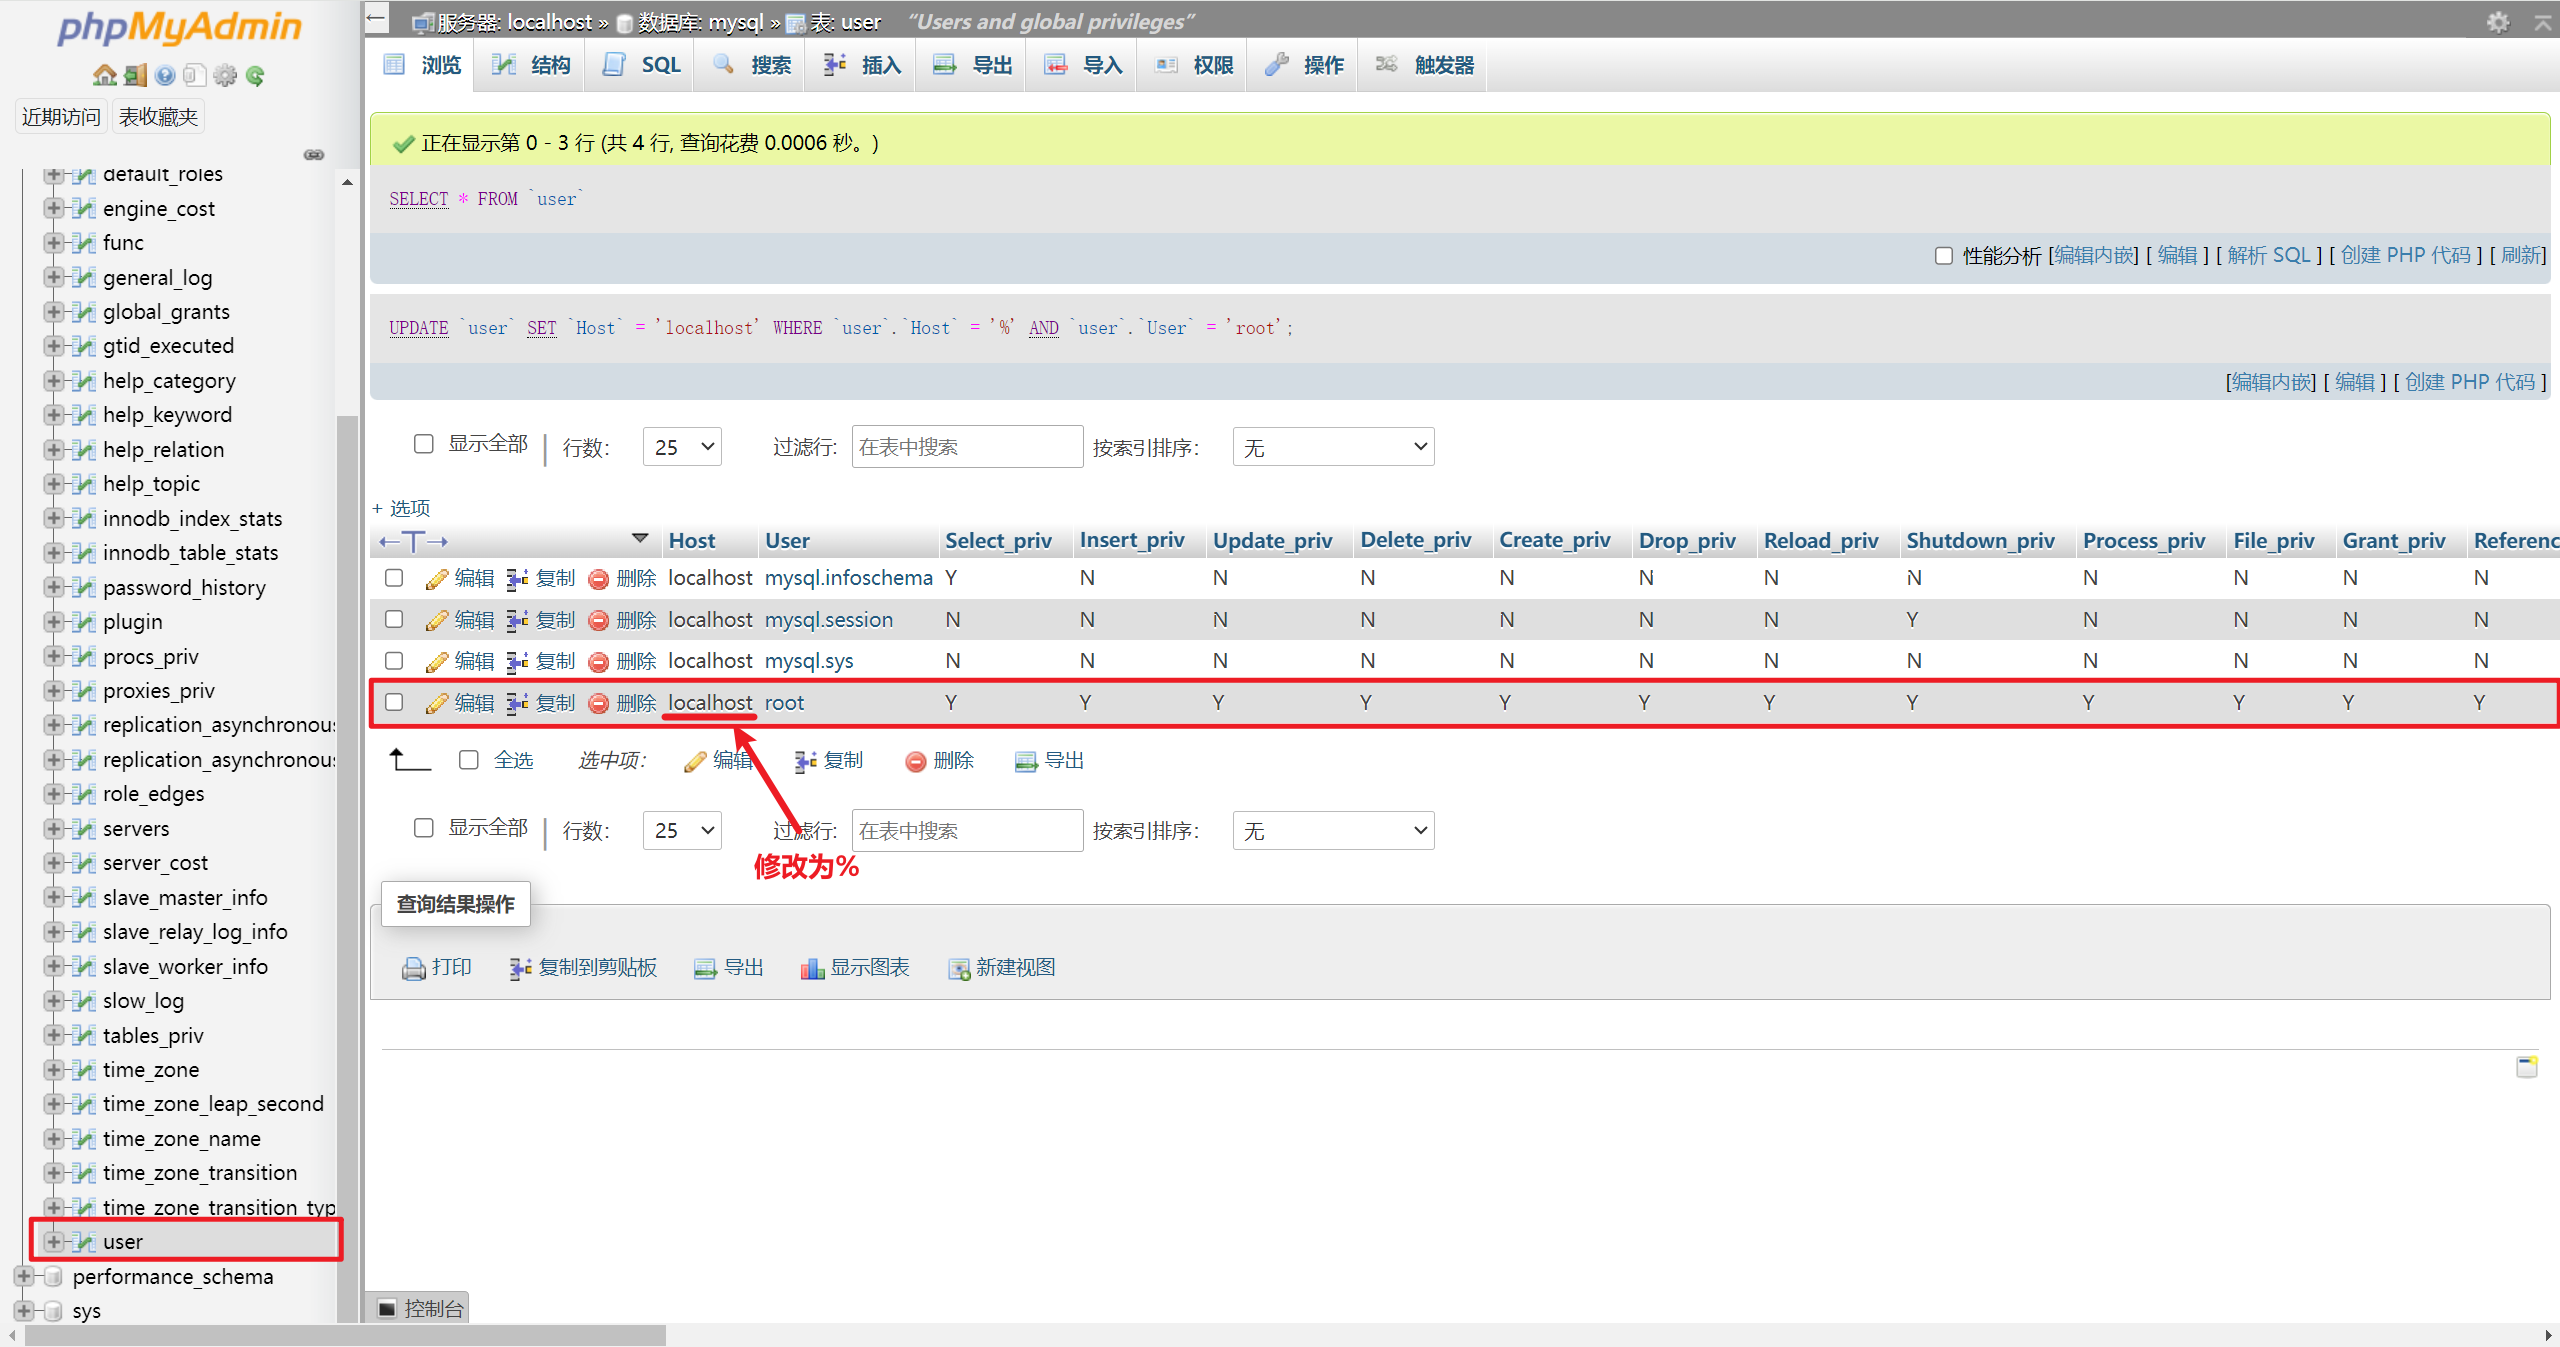 phpMyAdmin
近期访问 表收藏夹
default_roles
engine_cost
func
general_log
global_grants
gtid_executed
help_category
help_keyword
help_relation
help_topic
innodb_index_stats
innodb_table_stats
password_history
plugin
procs_priv
proxies_priv
replication_asynchronous
replication_asynchronous
role_edges
servers
server_cost
slave_master_info
slave_relay_log_info
slave_worker_info
slow_log
tables_priv
time_zone
time_zone_leap_second
time_zone_name
time_zone_transition
time_zone_transition_typ
user
performance_schema
sys
服务器: localhost » 数据库: mysql » 表: user “Users and global privileges”
浏览 结构 SQL 搜索 插入 导出 导入 权限 操作 触发器
正在显示第 0 - 3 行 (共 4 行, 查询花费 0.0006 秒。)
SELECT * FROM `user`
性能分析 [编辑内嵌] [ 编辑 ] [ 解析 SQL ] [ 创建 PHP 代码 ] [ 刷新]
UPDATE `user` SET `Host` = 'localhost' WHERE `user`.`Host` = '%' AND `user`.`User` = 'root';
[编辑内嵌] [ 编辑 ] [ 创建 PHP 代码 ]
显示全部 | 行数: 25 过滤行: 在表中搜索 按索引排序: 无
+ 选项
←T→ Host User Select_priv Insert_priv Update_priv Delete_priv Create_priv Drop_priv Reload_priv Shutdown_priv Process_priv File_priv Grant_priv Referenc
编辑 复制 删除 localhost mysql.infoschema Y N N N N N N N N N N N
编辑 复制 删除 localhost mysql.session N N N N N N N Y N N N N
编辑 复制 删除 localhost mysql.sys N N N N N N N N N N N N
编辑 复制 删除 localhost root Y Y Y Y Y Y Y Y Y Y Y Y
全选 选中项: 编辑 复制 删除 导出
显示全部 | 行数: 25 过滤行: 在表中搜索 按索引排序: 无
修改为%
查询结果操作
打印 复制到剪贴板 导出 显示图表 新建视图
控制台